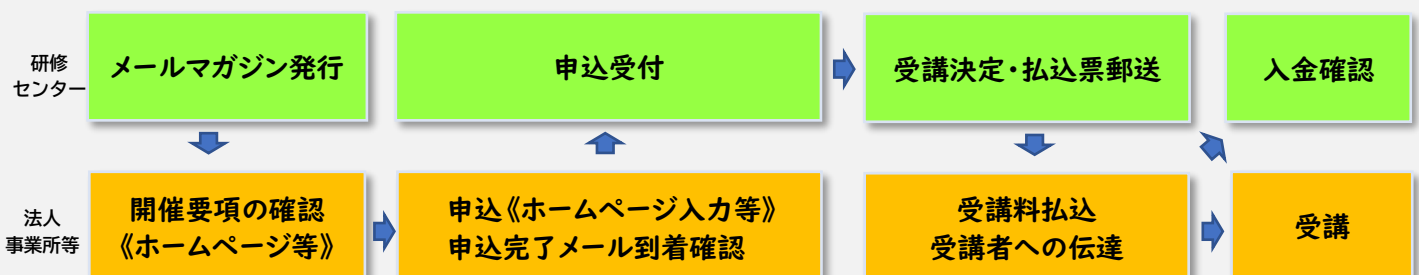 研修
センター
メールマガジン発行
申込受付
受講決定・払込票郵送
入金確認
法人
事業所等
開催要項の確認
《ホームページ等》
申込《ホームページ入力等》
申込完了メール到着確認
受講料払込
受講者への伝達
受講